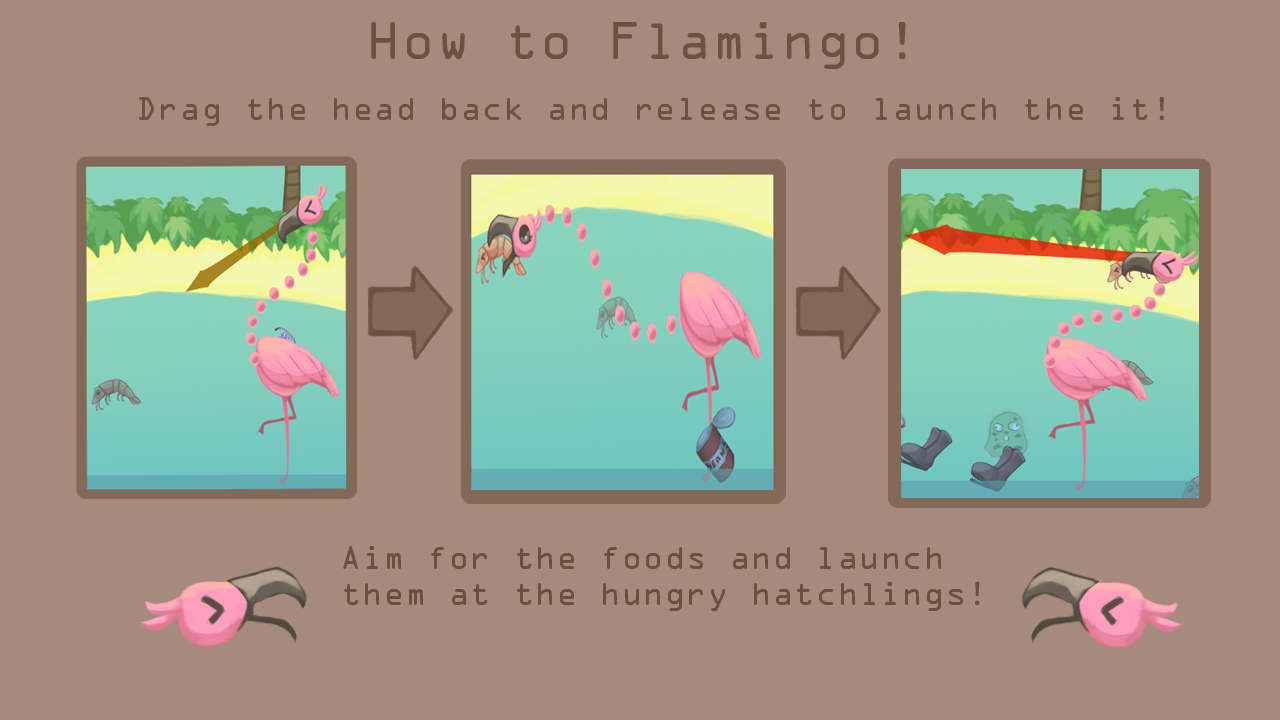 How to Flamingo!
Drag the head back and release to launch the it!
Aim for the foods and launch
them at the hungry hatchlings!